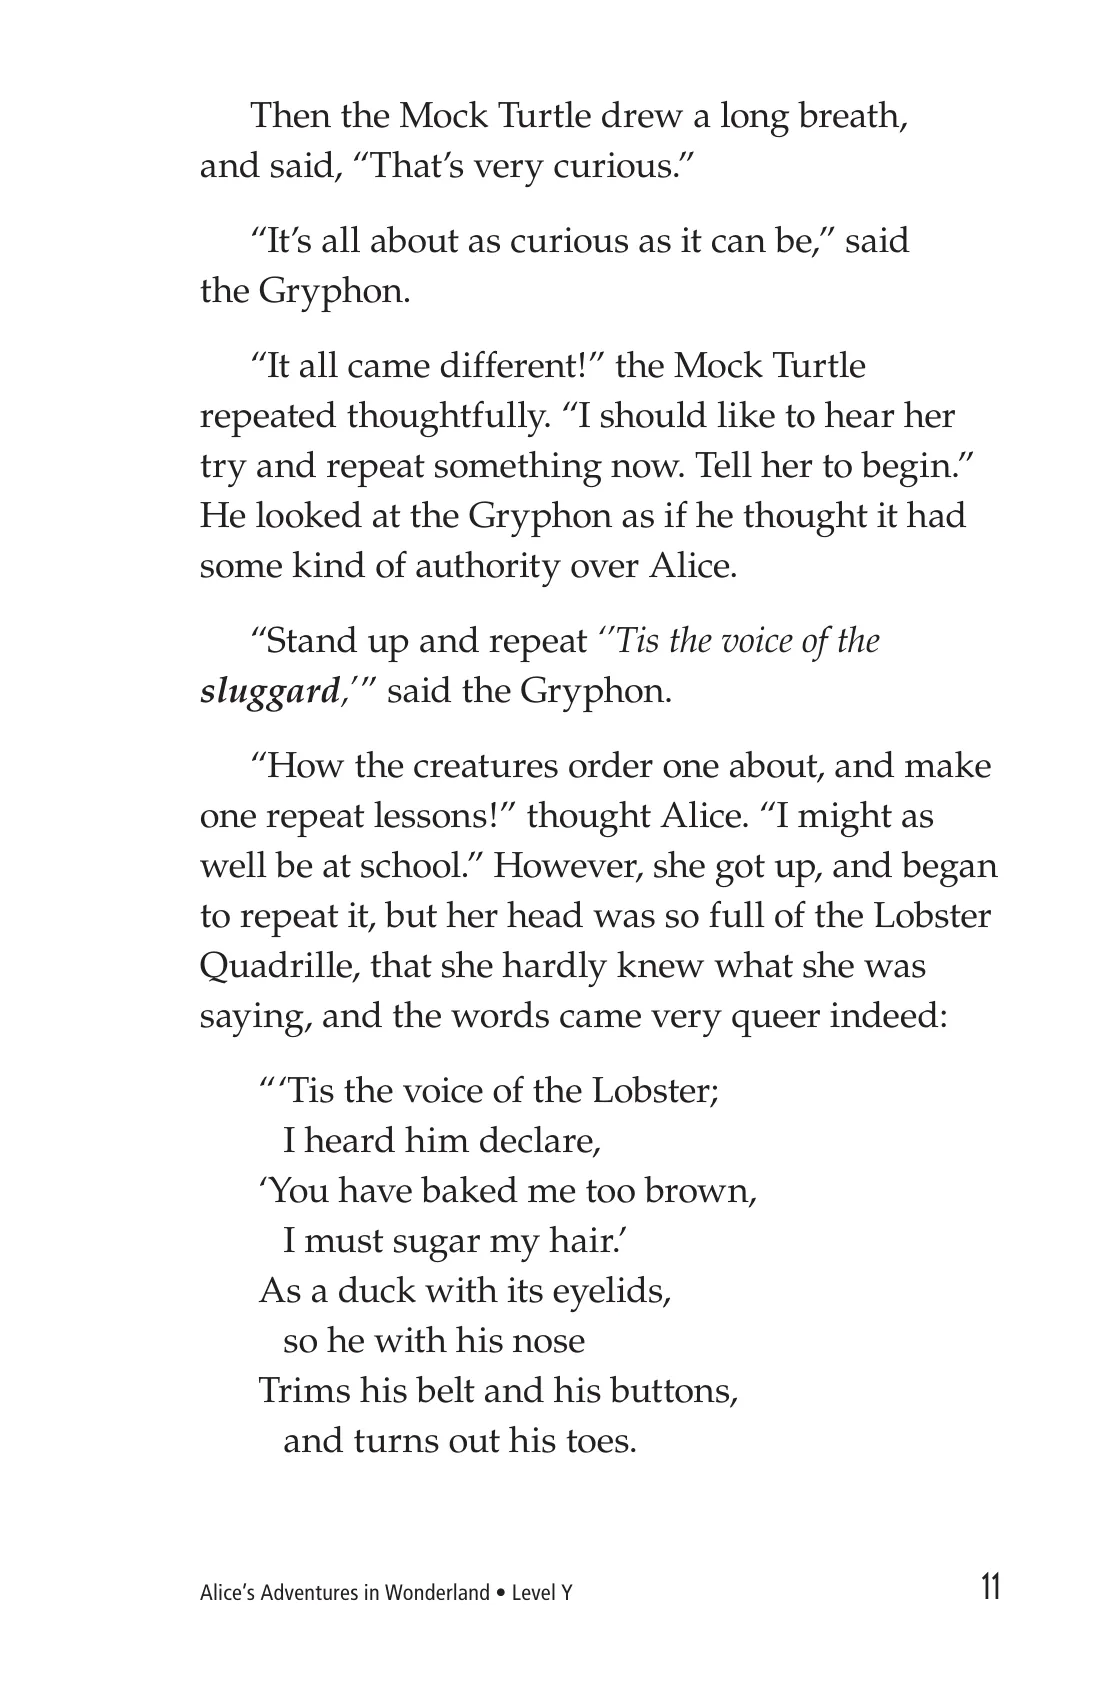 Then the Mock Turtle drew a long breath,
and said, “That’s very curious.”
“It’s all about as curious as it can be,” said
the Gryphon.
“It all came different!” the Mock Turtle
repeated thoughtfully. “I should like to hear her
try and repeat something now. Tell her to begin.”
He looked at the Gryphon as if he thought it had
some kind of authority over Alice.
“Stand up and repeat ‘’Tis the voice of the
sluggard,’” said the Gryphon.
“How the creatures order one about, and make
one repeat lessons!” thought Alice. “I might as
well be at school.” However, she got up, and began
to repeat it, but her head was so full of the Lobster
Quadrille, that she hardly knew what she was
saying, and the words came very queer indeed:
“‘Tis the voice of the Lobster;
I heard him declare,
‘You have baked me too brown,
I must sugar my hair.’
As a duck with its eyelids,
so he with his nose
Trims his belt and his buttons,
and turns out his toes.
Alice’s Adventures in Wonderland • Level Y 11